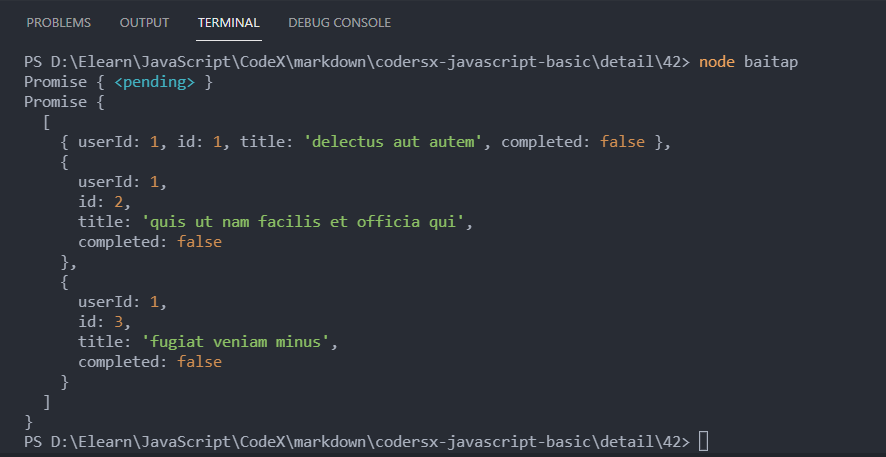 PROBLEMS OUTPUT TERMINAL DEBUG CONSOLE
PS D:\Elearn\JavaScript\CodeX\markdown\codersx-javascript-basic\detail\42> node baitap
Promise { <pending> }
Promise {
  [
    { userId: 1, id: 1, title: 'delectus aut autem', completed: false },
    {
      userId: 1,
      id: 2,
      title: 'quis ut nam facilis et officia qui',
      completed: false
    },
    {
      userId: 1,
      id: 3,
      title: 'fugiat veniam minus',
      completed: false
    }
  ]
}
PS D:\Elearn\JavaScript\CodeX\markdown\codersx-javascript-basic\detail\42>